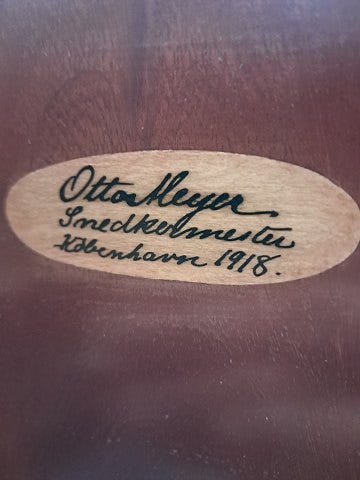 Otto Meyer.
Snedkermester
København 1918.